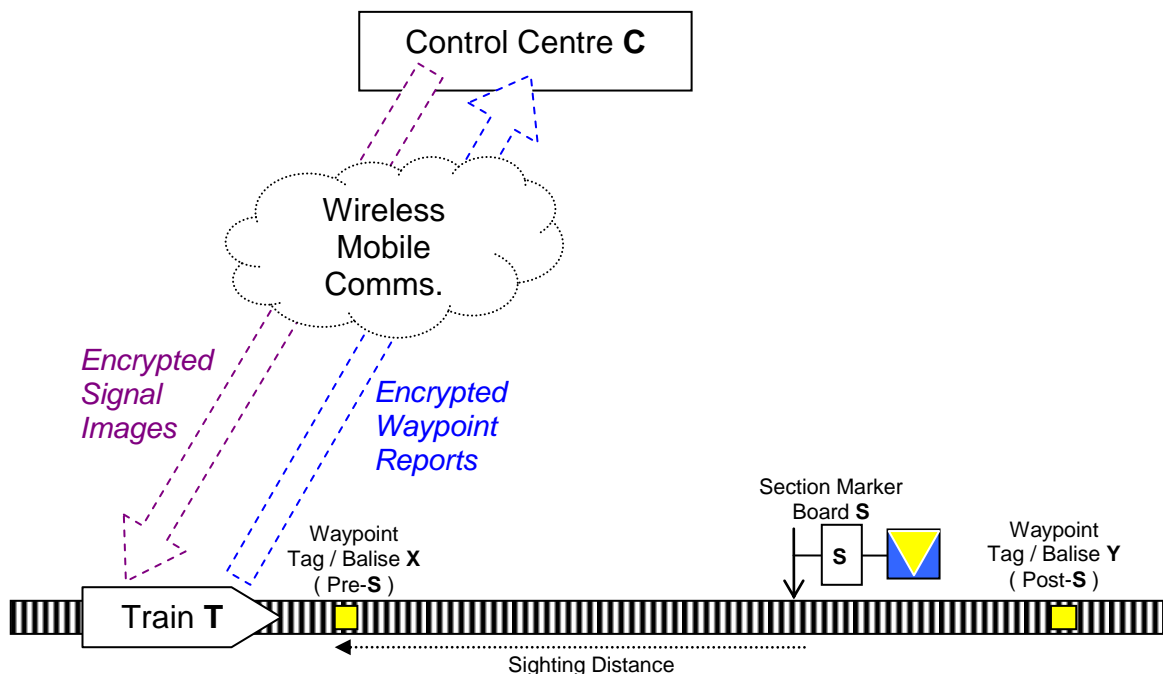 Control Centre C
Wireless
Mobile
Comms.
Encrypted
Signal
Images
Encrypted
Waypoint
Reports
Section Marker
Board S
S
Waypoint
Tag / Balise X
( Pre-S )
Waypoint
Tag / Balise Y
( Post-S )
Train T
Sighting Distance